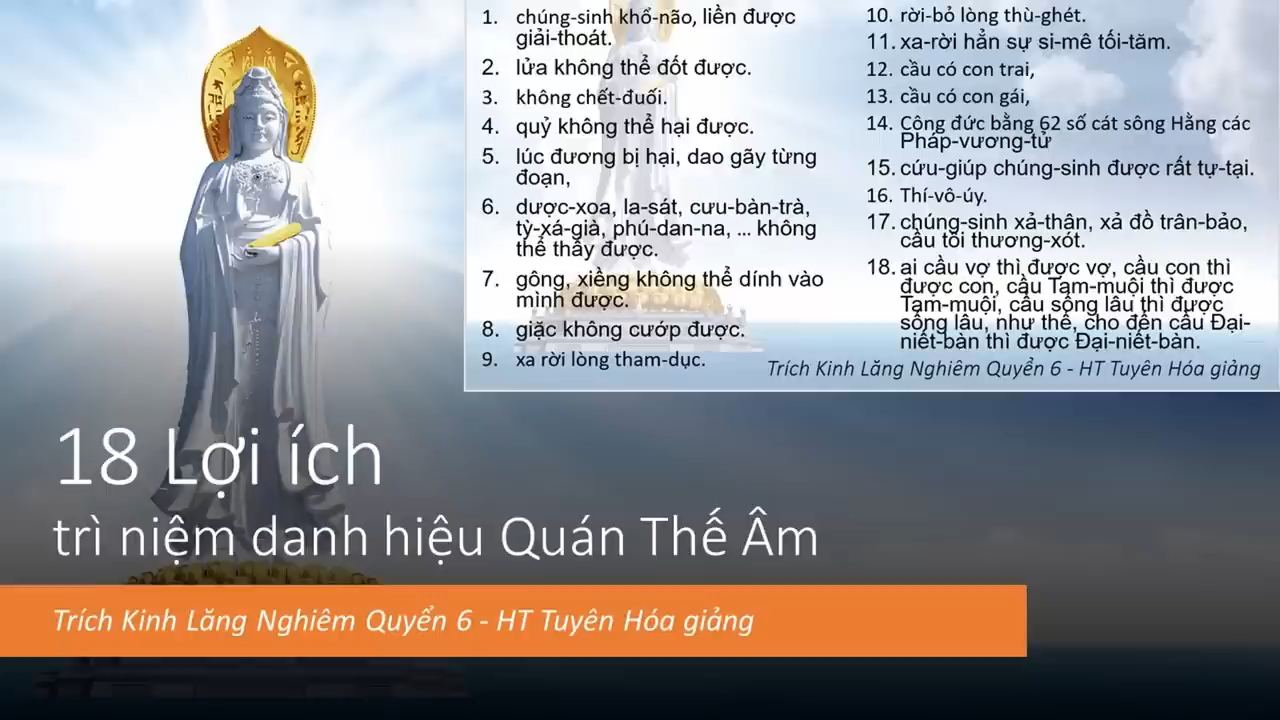 1. chúng-sinh khổ-não, liền được
giải-thoát.
2. lửa không thể đốt được.
3. không chết-đuối.
4. quỷ không thể hại được.
5. lúc đương bị hại, dao gãy từng
đoạn,
6. dược-xoa, la-sát, cưu-bàn-trà,
tỳ-xá-già, phú-dan-na, ... không
thể thấy được.
7. gông, xiềng không thể dính vào
mình được.
8. giặc không cướp được.
9. xa rời lòng tham-dục.
10. rời-bỏ lòng thù-ghét.
11. xa-rời hẳn sự si-mê tối-tăm.
12. cầu có con trai,
13. cầu có con gái,
14. Công đức bằng 62 số cát sông Hằng các
Pháp-vương-tử
15. cứu-giúp chúng-sinh được rất tự-tại.
16. Thí-vô-úy.
17. chúng-sinh xả-thân, xả đồ trân-bảo,
cầu tôi thương-xót.
18. ai cầu vợ thì được vợ, cầu con thì
được con, cầu Tam-muội thì được
Tam-muội, cầu sống lâu thì được
sống lâu, như thế, cho đến cầu Đại-
niết-bàn thì được Đại-niết-bàn.
Trích Kinh Lăng Nghiêm Quyển 6 - HT Tuyên Hóa giảng
18 Lợi ích
trì niệm danh hiệu Quán Thế Âm
Trích Kinh Lăng Nghiêm Quyển 6 - HT Tuyên Hóa giảng